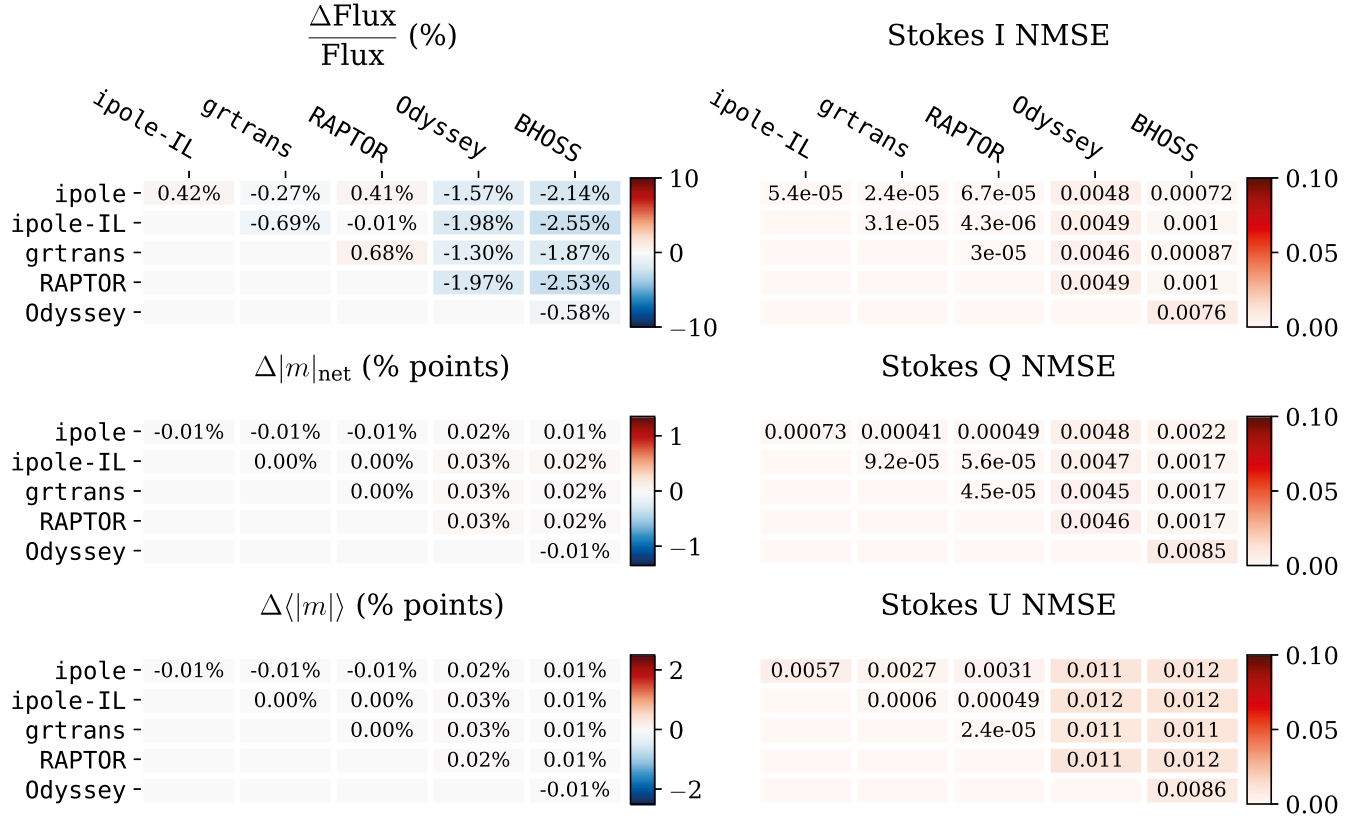 ΔFlux
Flux
(%)
ipole-IL grtrans RAPTOR Odyssey BHOSS
ipole 0.42% -0.27% 0.41% -1.57% -2.14%
ipole-IL -0.69% -0.01% -1.98% -2.55%
grtrans 0.68% -1.30% -1.87%
RAPTOR -1.97% -2.53%
Odyssey -0.58%
10
0
−10
Stokes I NMSE
ipole-IL grtrans RAPTOR Odyssey BHOSS
5.4e-05 2.4e-05 6.7e-05 0.0048 0.00072
3.1e-05 4.3e-06 0.0049 0.001
3e-05 0.0046 0.00087
0.0049 0.001
0.0076
0.10
0.05
0.00
Δ|m|net (% points)
ipole -0.01% -0.01% -0.01% 0.02% 0.01%
ipole-IL 0.00% 0.00% 0.03% 0.02%
grtrans 0.00% 0.03% 0.02%
RAPTOR 0.03% 0.02%
Odyssey -0.01%
1
0
−1
Stokes Q NMSE
0.00073 0.00041 0.00049 0.0048 0.0022
9.2e-05 5.6e-05 0.0047 0.0017
4.5e-05 0.0045 0.0017
0.0046 0.0017
0.0085
0.10
0.05
0.00
Δ⟨|m|⟩ (% points)
ipole -0.01% -0.01% -0.01% 0.02% 0.01%
ipole-IL 0.00% 0.00% 0.03% 0.01%
grtrans 0.00% 0.03% 0.01%
RAPTOR 0.02% 0.01%
Odyssey -0.01%
2
0
−2
Stokes U NMSE
0.0057 0.0027 0.0031 0.011 0.012
0.0006 0.00049 0.012 0.012
2.4e-05 0.011 0.011
0.011 0.012
0.0086
0.10
0.05
0.00